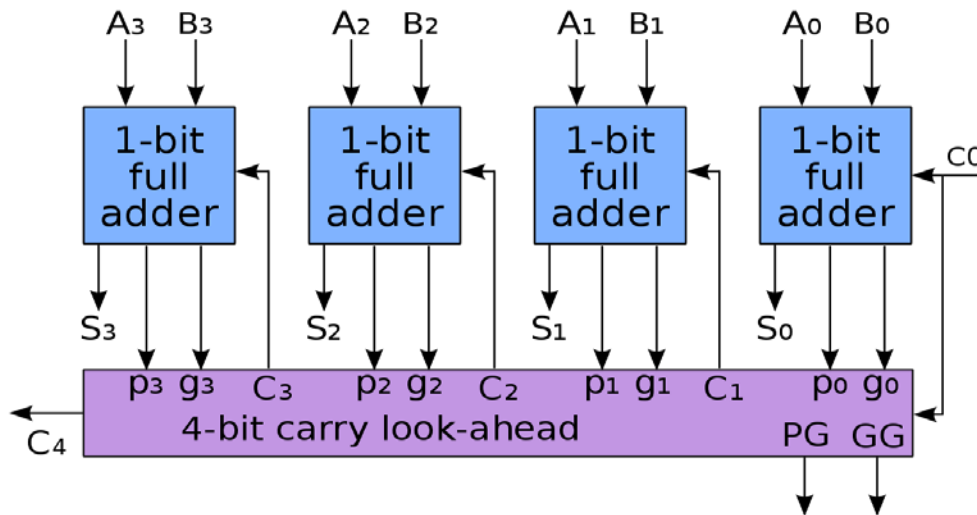 A₃ B₃ A₂ B₂ A₁ B₁ A₀ B₀
1-bit full adder
1-bit full adder
1-bit full adder
1-bit full adder
C0
S₃ S₂ S₁ S₀
p₃ g₃ C₃ p₂ g₂ C₂ p₁ g₁ C₁ p₀ g₀
4-bit carry look-ahead PG GG
C₄